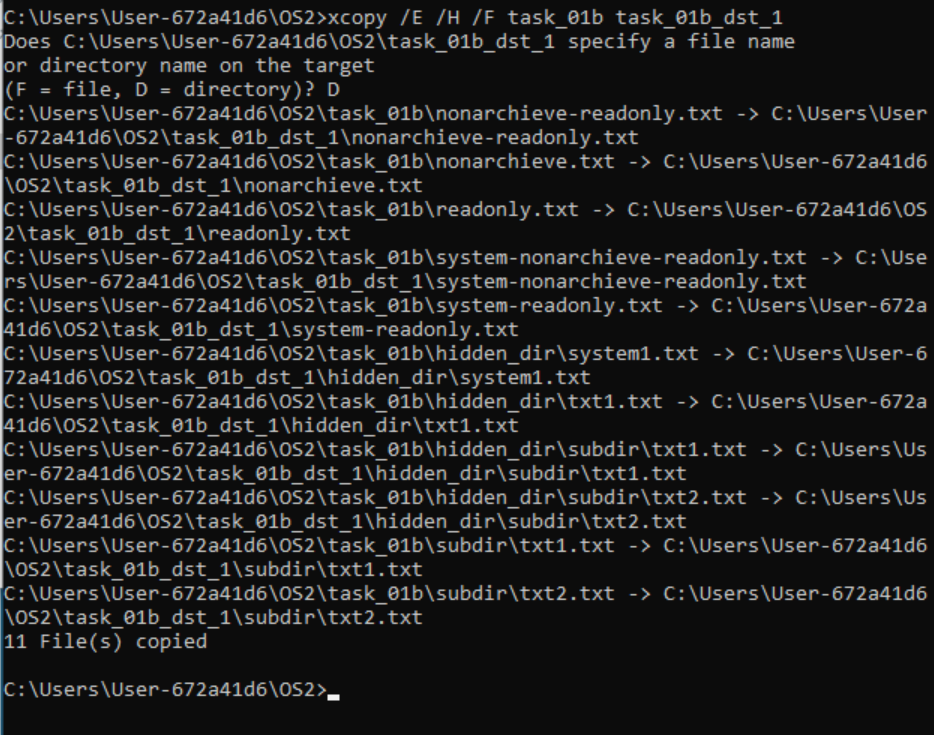 C:\Users\User-672a41d6\OS2>xcopy /E /H /F task_01b task_01b_dst_1
Does C:\Users\User-672a41d6\OS2\task_01b_dst_1 specify a file name
or directory name on the target
(F = file, D = directory)? D
C:\Users\User-672a41d6\OS2\task_01b\nonarchieve-readonly.txt -> C:\Users\User
-672a41d6\OS2\task_01b_dst_1\nonarchieve-readonly.txt
C:\Users\User-672a41d6\OS2\task_01b\nonarchieve.txt -> C:\Users\User-672a41d6
\OS2\task_01b_dst_1\nonarchieve.txt
C:\Users\User-672a41d6\OS2\task_01b\readonly.txt -> C:\Users\User-672a41d6\OS
2\task_01b_dst_1\readonly.txt
C:\Users\User-672a41d6\OS2\task_01b\system-nonarchieve-readonly.txt -> C:\Use
rs\User-672a41d6\OS2\task_01b_dst_1\system-nonarchieve-readonly.txt
C:\Users\User-672a41d6\OS2\task_01b\system-readonly.txt -> C:\Users\User-672a
41d6\OS2\task_01b_dst_1\system-readonly.txt
C:\Users\User-672a41d6\OS2\task_01b\hidden_dir\system1.txt -> C:\Users\User-6
72a41d6\OS2\task_01b_dst_1\hidden_dir\system1.txt
C:\Users\User-672a41d6\OS2\task_01b\hidden_dir\txt1.txt -> C:\Users\User-672a
41d6\OS2\task_01b_dst_1\hidden_dir\txt1.txt
C:\Users\User-672a41d6\OS2\task_01b\hidden_dir\subdir\txt1.txt -> C:\Users\Us
er-672a41d6\OS2\task_01b_dst_1\hidden_dir\subdir\txt1.txt
C:\Users\User-672a41d6\OS2\task_01b\hidden_dir\subdir\txt2.txt -> C:\Users\Us
er-672a41d6\OS2\task_01b_dst_1\hidden_dir\subdir\txt2.txt
C:\Users\User-672a41d6\OS2\task_01b\subdir\txt1.txt -> C:\Users\User-672a41d6
\OS2\task_01b_dst_1\subdir\txt1.txt
C:\Users\User-672a41d6\OS2\task_01b\subdir\txt2.txt -> C:\Users\User-672a41d6
\OS2\task_01b_dst_1\subdir\txt2.txt
11 File(s) copied
C:\Users\User-672a41d6\OS2>